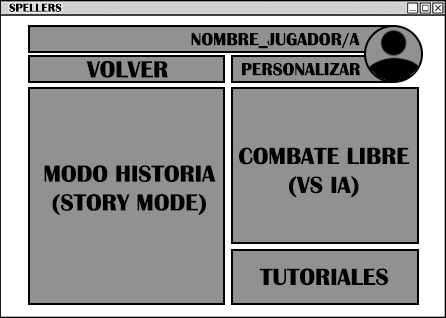 SPELLERS
NOMBRE_JUGADOR/A
VOLVER
PERSONALIZAR
MODO HISTORIA
(STORY MODE)
COMBATE LIBRE
(VS IA)
TUTORIALES